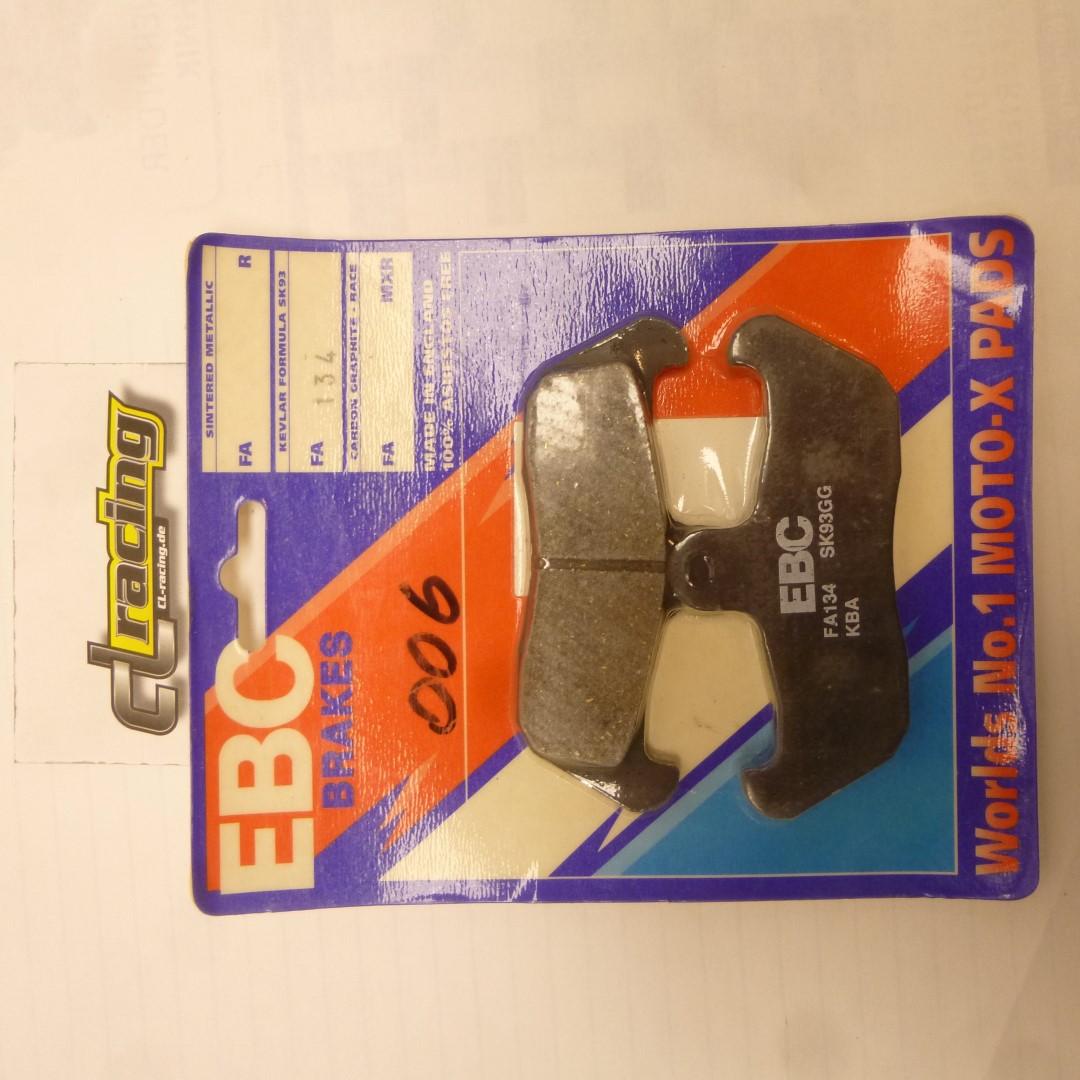 CL racing
CL-racing.de
EBC
BRAKES
SINTERED METALLIC
FA R
KEVLAR FORMULA SK93
FA 134
CARBON GRAPHITE - RACE
FA MXR
MADE IN ENGLAND
100% ASBESTOS FREE
006
EBC
FA134 SK93GG
KBA
Worlds No.1 MOTO-X PADS